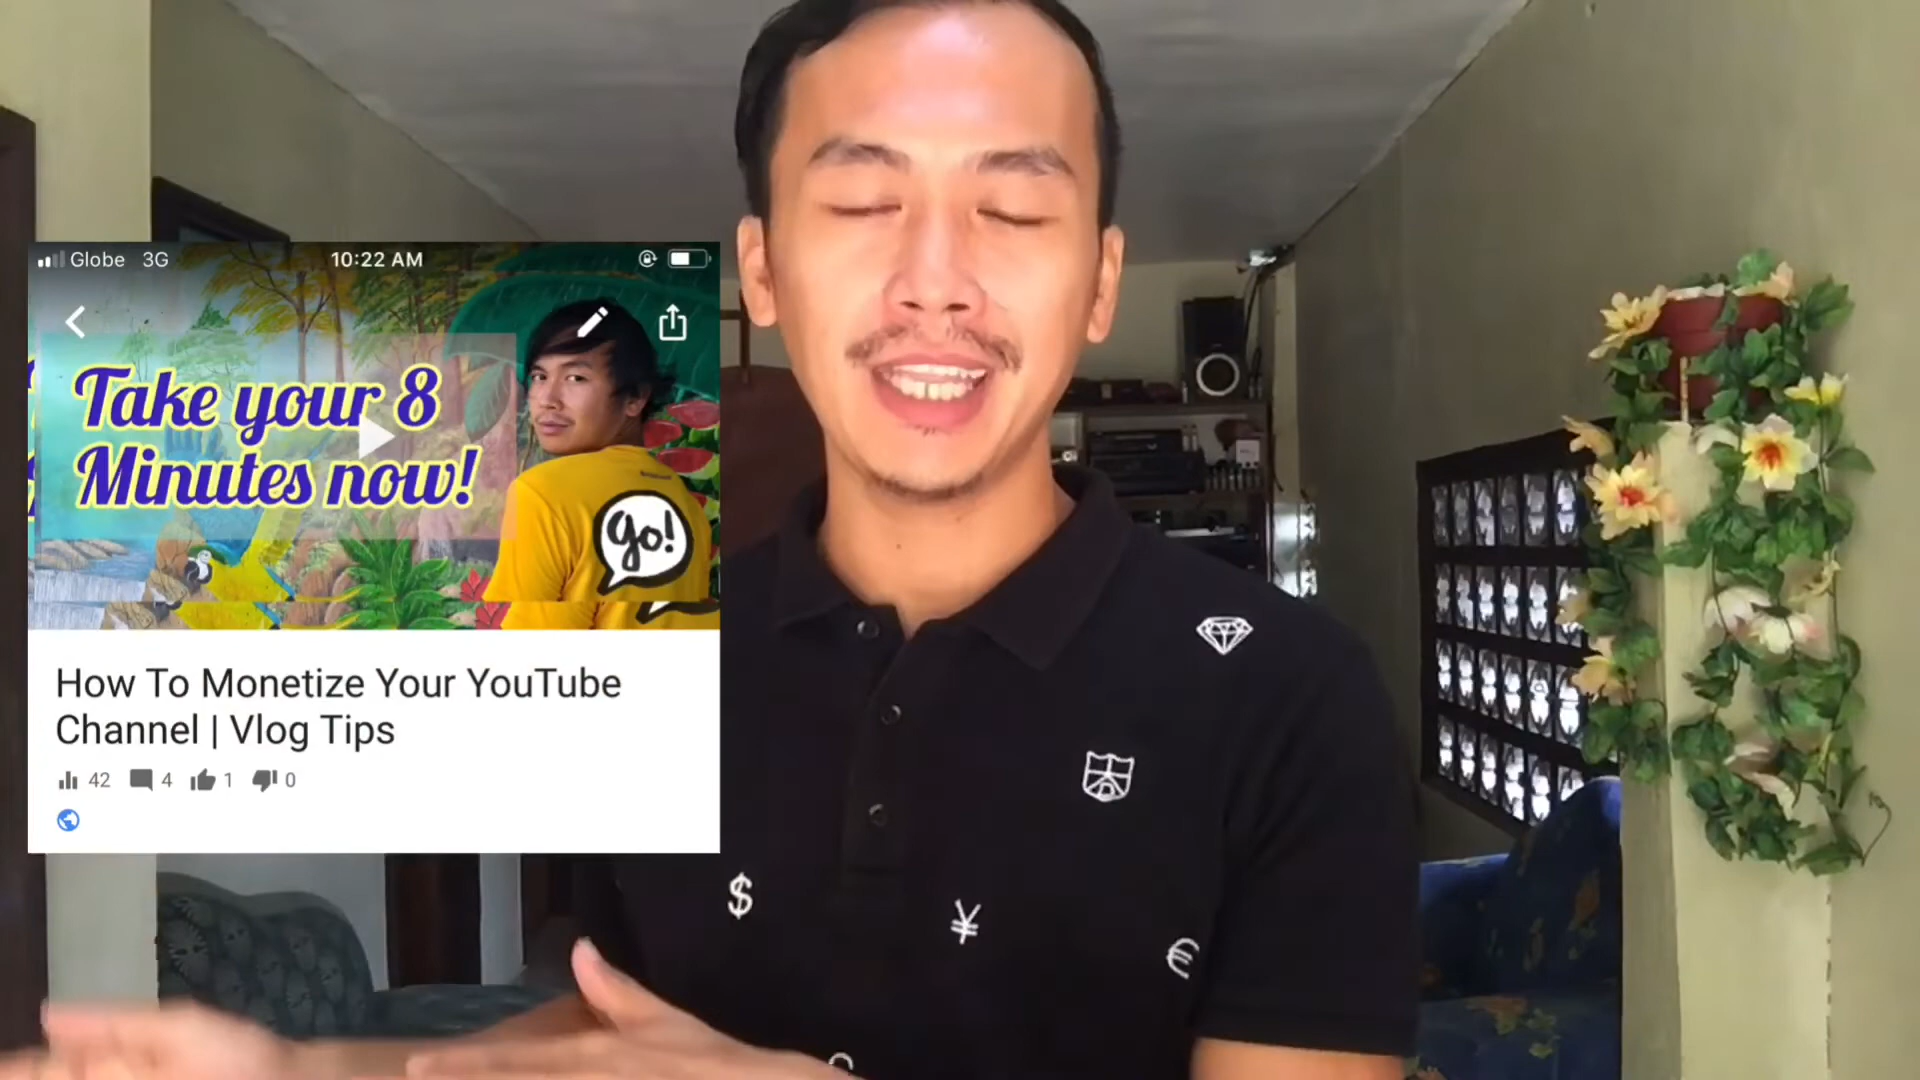 Globe 3G 10:22 AM
Take your 8
Minutes now!
go!
How To Monetize Your YouTube
Channel | Vlog Tips
42 4 1 0
$ ¥ €